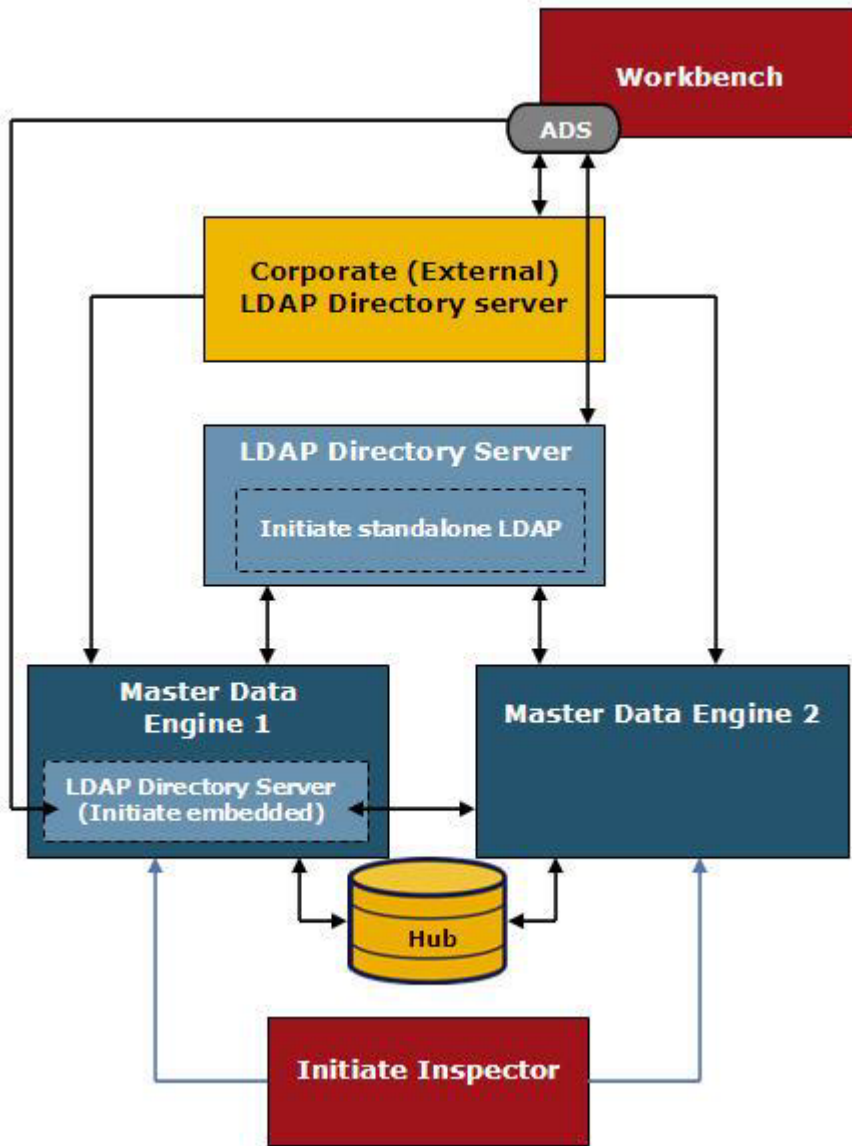 Workbench
ADS
Corporate (External)
LDAP Directory server
LDAP Directory Server
Initiate standalone LDAP
Master Data
Engine 1
LDAP Directory Server
(Initiate embedded)
Master Data Engine 2
Hub
Initiate Inspector